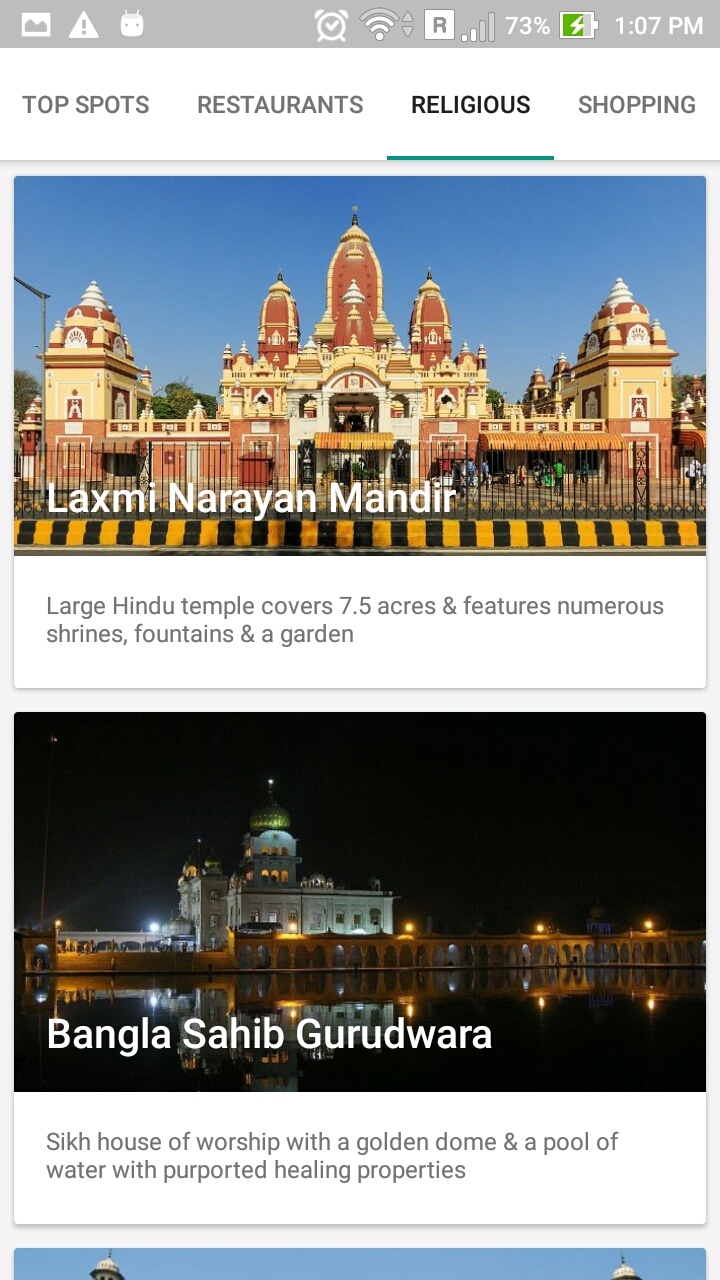 R 73% 1:07 PM
TOP SPOTS RESTAURANTS RELIGIOUS SHOPPING
Laxmi Narayan Mandir
Large Hindu temple covers 7.5 acres & features numerous
shrines, fountains & a garden
Bangla Sahib Gurudwara
Sikh house of worship with a golden dome & a pool of
water with purported healing properties